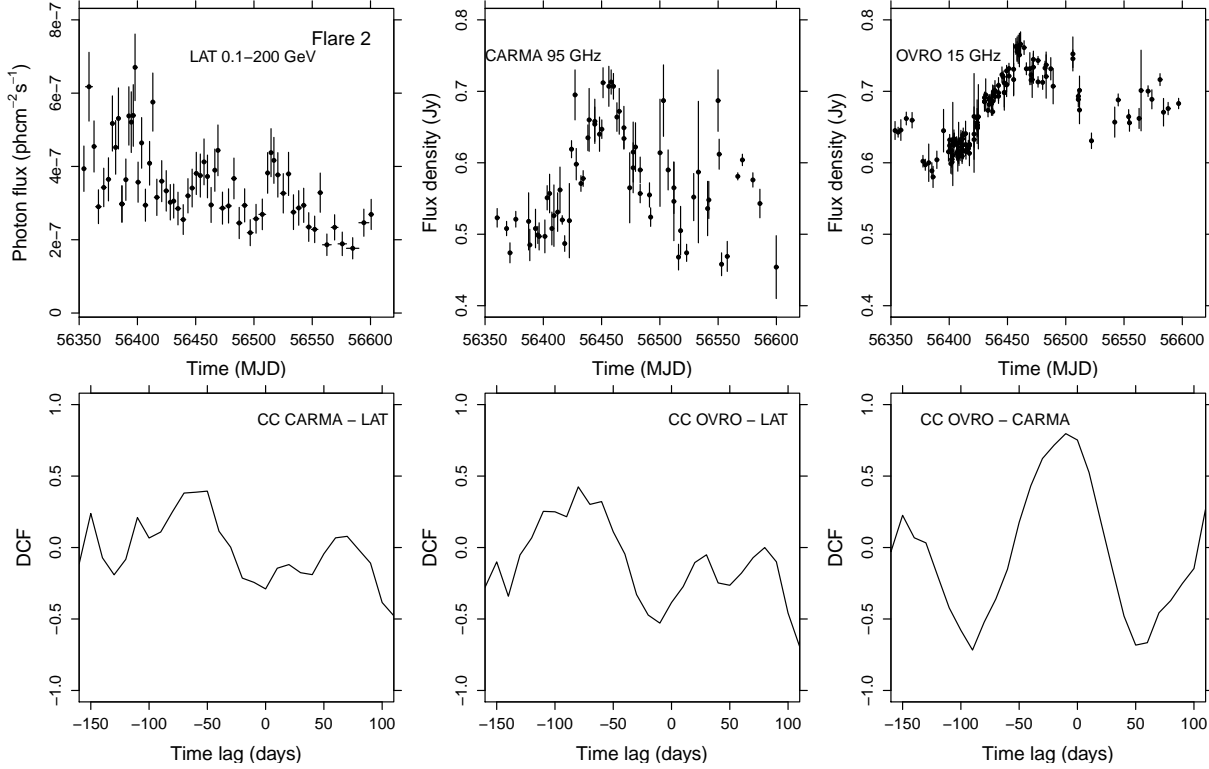 Flare 2
LAT 0.1−200 GeV
Photon flux (phcm−2s−1)
8e−7
6e−7
4e−7
2e−7
0
56350 56400 56450 56500 56550 56600
Time (MJD)
CARMA 95 GHz
Flux density (Jy)
0.8
0.7
0.6
0.5
0.4
56350 56400 56450 56500 56550 56600
Time (MJD)
OVRO 15 GHz
Flux density (Jy)
0.8
0.7
0.6
0.5
0.4
56350 56400 56450 56500 56550 56600
Time (MJD)
CC CARMA − LAT
DCF
1.0
0.5
0.0
−0.5
−1.0
−150 −100 −50 0 50 100
Time lag (days)
CC OVRO − LAT
DCF
1.0
0.5
0.0
−0.5
−1.0
−150 −100 −50 0 50 100
Time lag (days)
CC OVRO − CARMA
DCF
1.0
0.5
0.0
−0.5
−1.0
−150 −100 −50 0 50 100
Time lag (days)